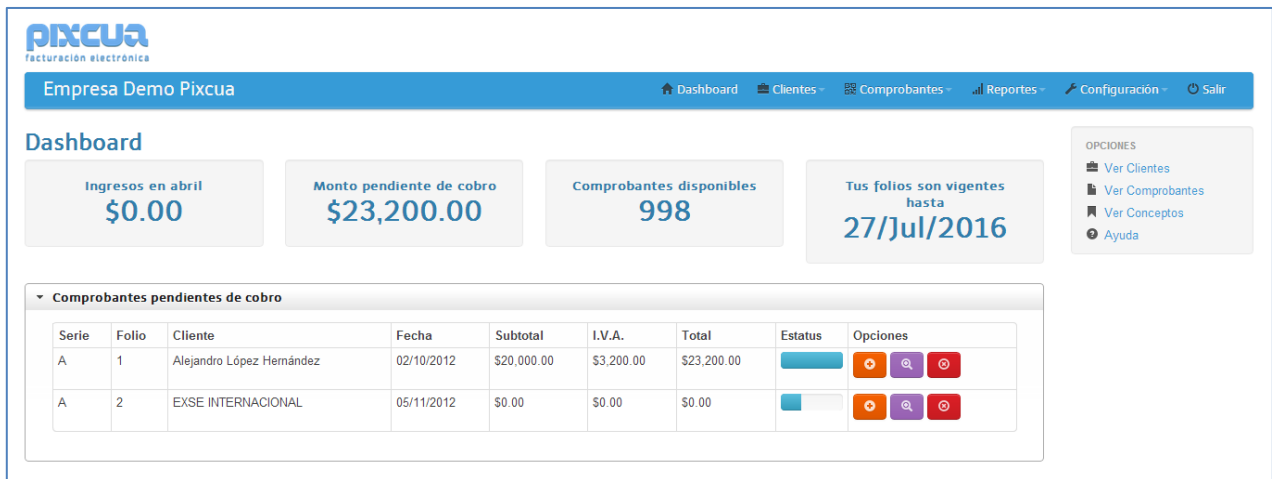 pixcua
facturación electrónica
Empresa Demo Pixcua
Dashboard
Clientes
Comprobantes
Reportes
Configuración
Salir
Dashboard
Ingresos en abril
$0.00
Monto pendiente de cobro
$23,200.00
Comprobantes disponibles
998
Tus folios son vigentes
hasta
27/Jul/2016
OPCIONES
Ver Clientes
Ver Comprobantes
Ver Conceptos
Ayuda
Comprobantes pendientes de cobro
Serie Folio Cliente Fecha Subtotal I.V.A. Total Estatus Opciones
A 1 Alejandro López Hernández 02/10/2012 $20,000.00 $3,200.00 $23,200.00
A 2 EXSE INTERNACIONAL 05/11/2012 $0.00 $0.00 $0.00